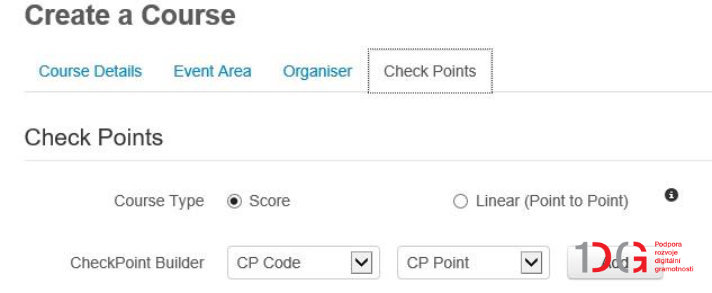 Create a Course
Course Details Event Area Organiser Check Points
Check Points
Course Type Score Linear (Point to Point)
CheckPoint Builder CP Code CP Point Add
1DG
Podpora
rozvoje
digitální
gramotnosti